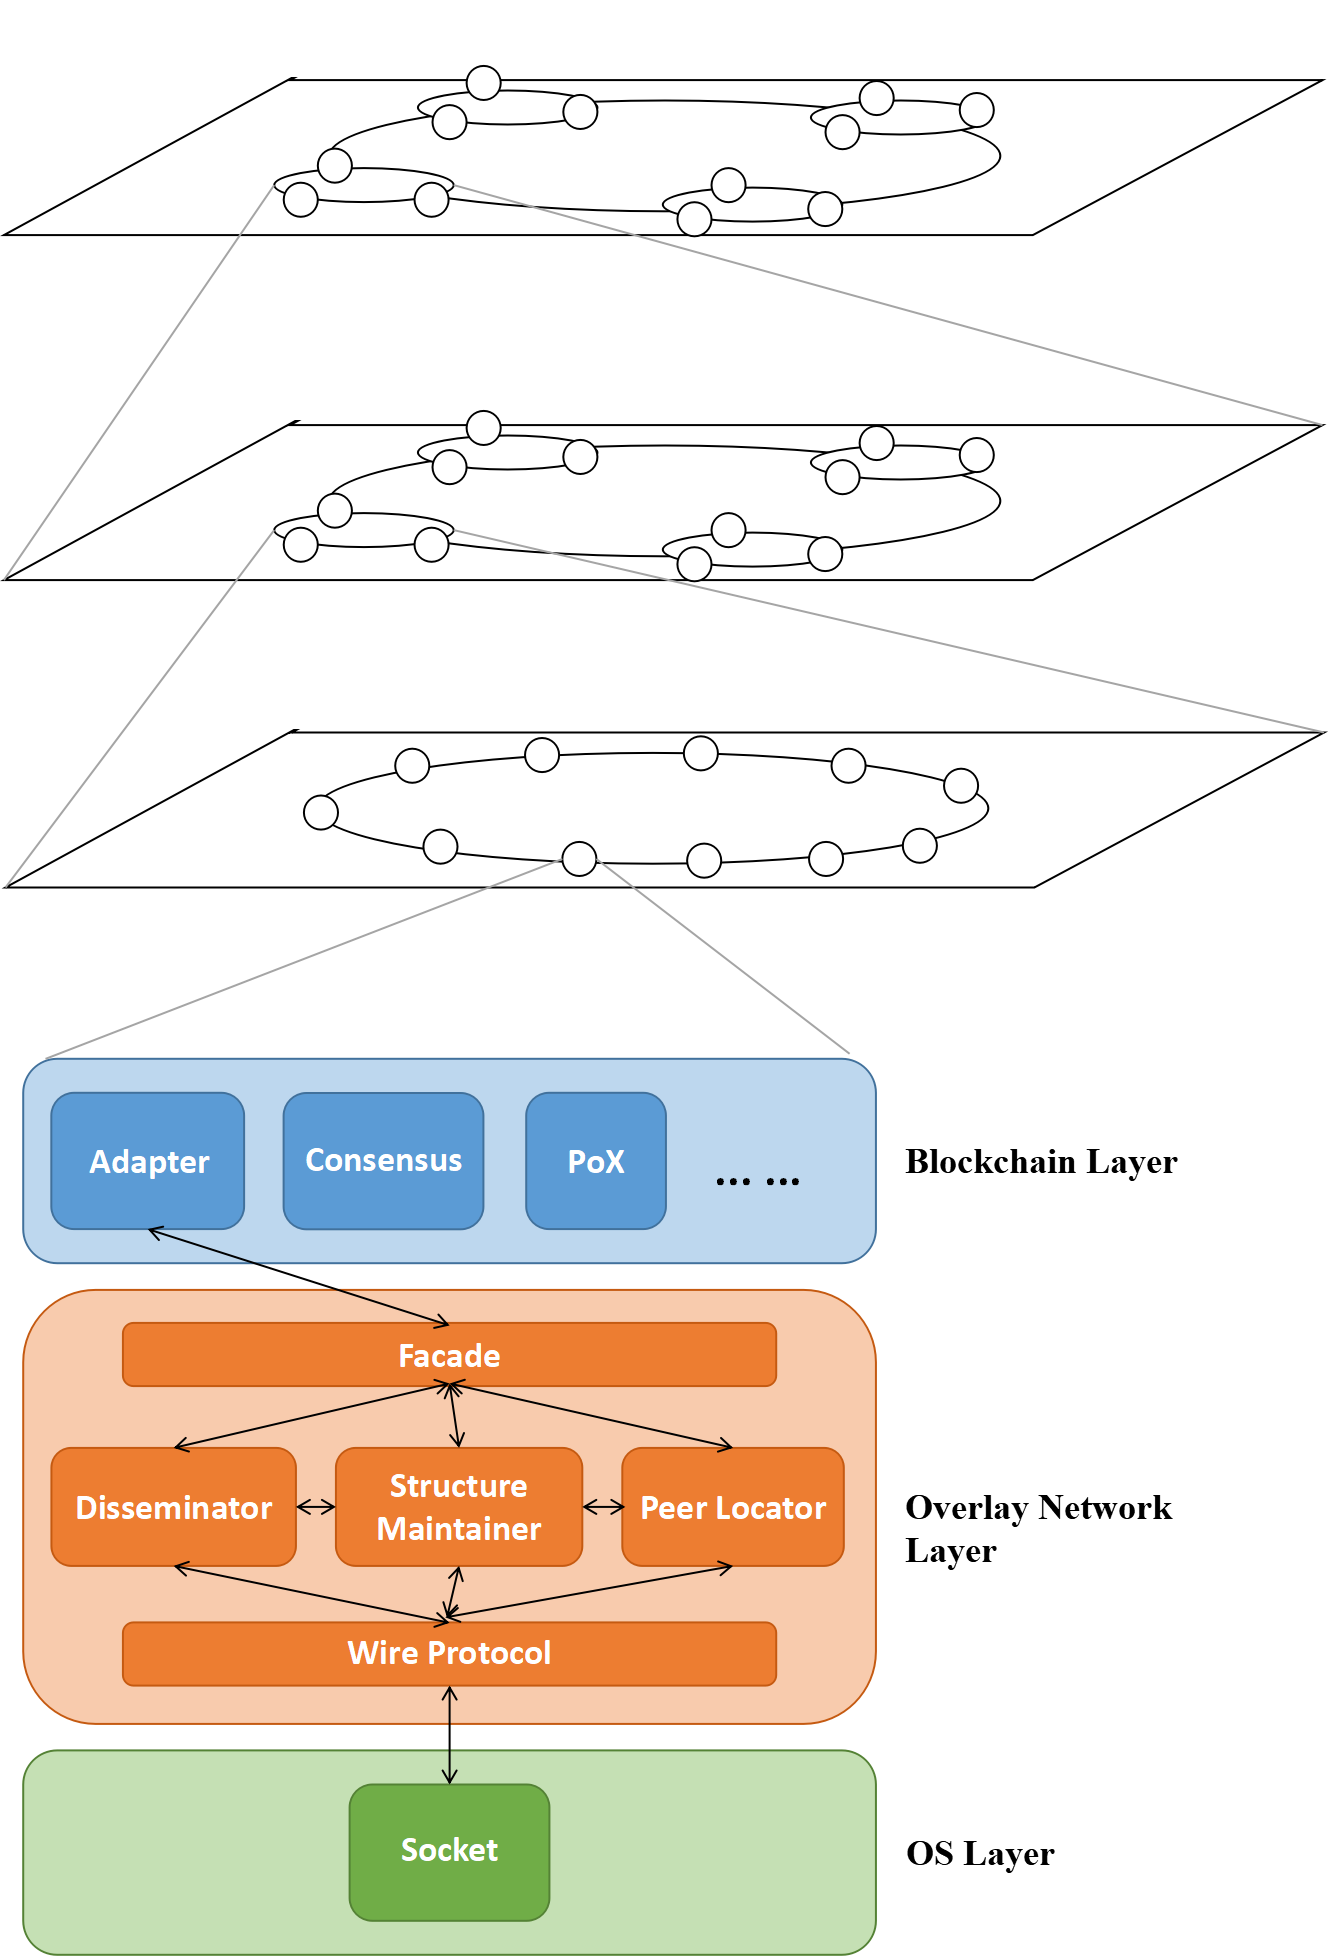 Adapter
Consensus
PoX
... ...
Blockchain Layer
Facade
Disseminator
Structure
Maintainer
Peer Locator
Overlay Network
Layer
Wire Protocol
Socket
OS Layer